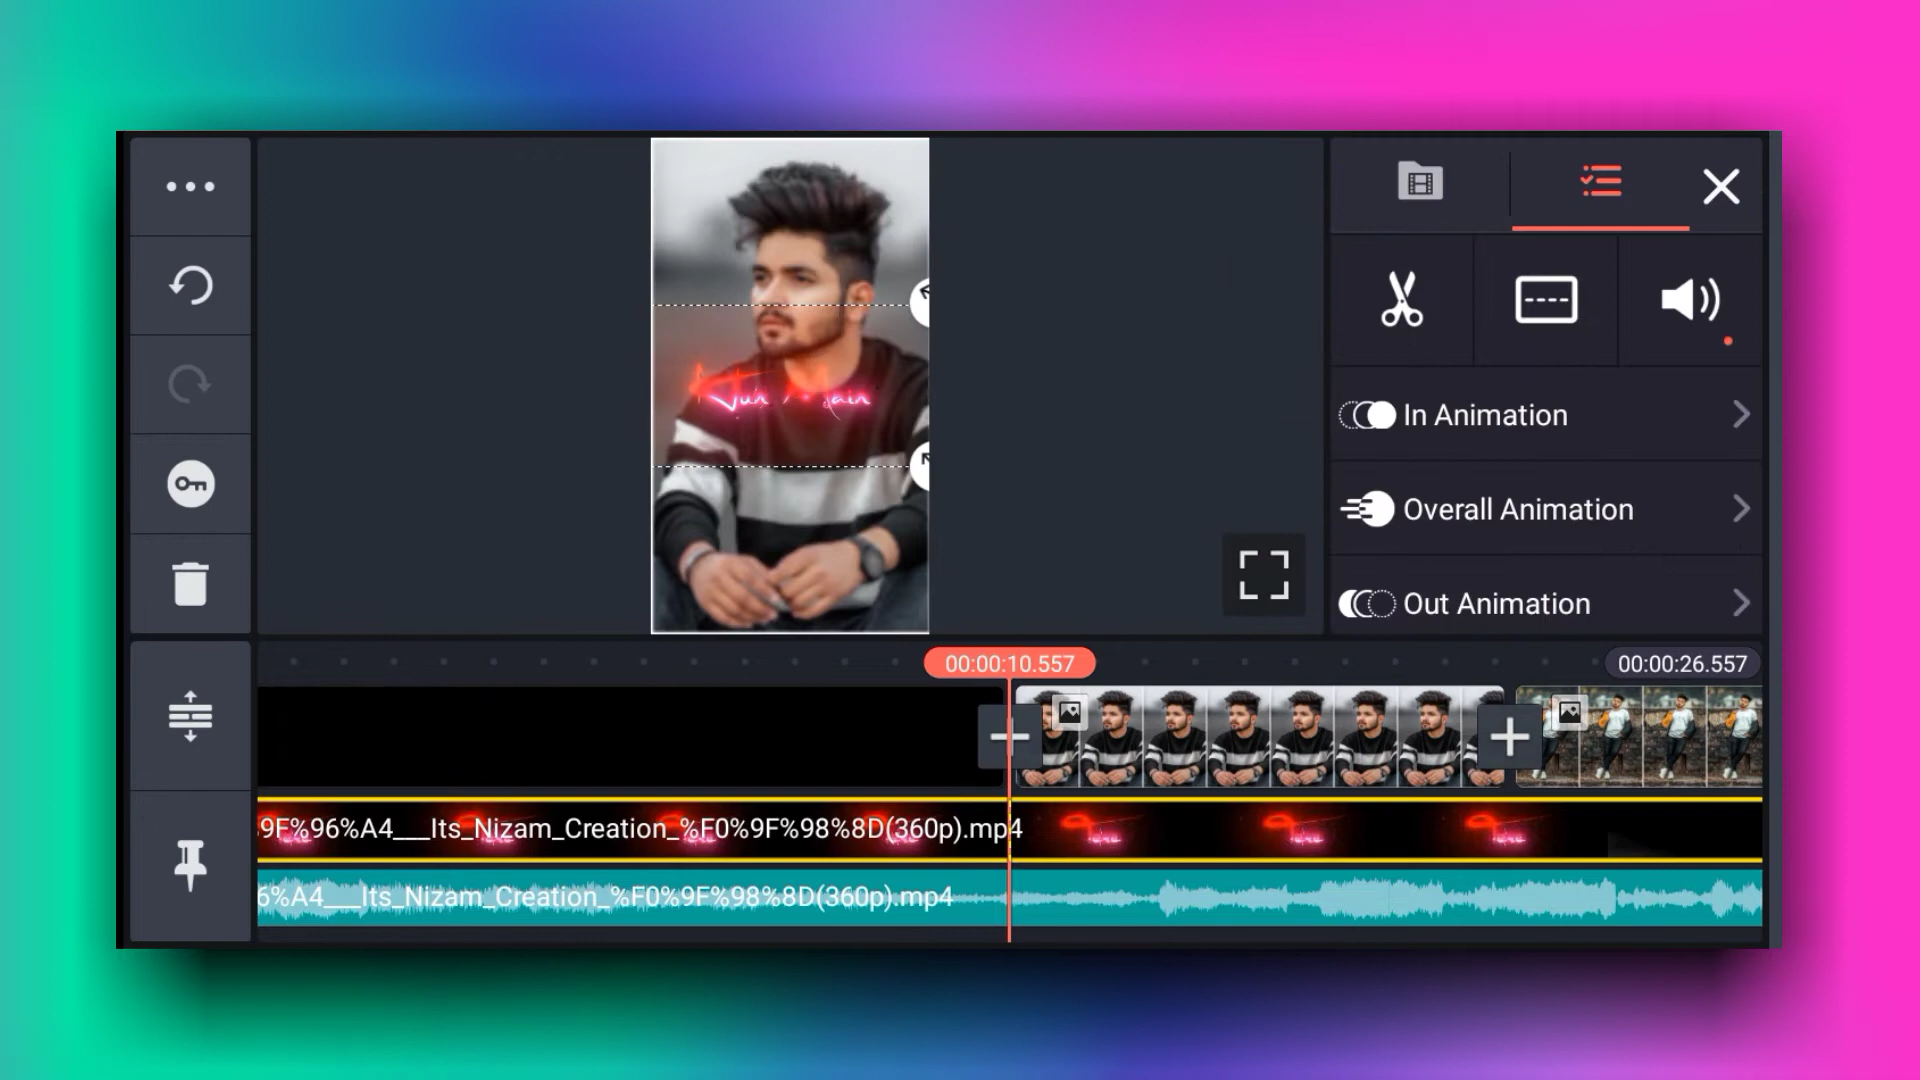 In Animation
Overall Animation
Out Animation
00:00:10.557
00:00:26.557
9F%96%A4___Its_Nizam_Creation_%F0%9F%98%8D(360p).mp4
6%A4___Its_Nizam_Creation_%F0%9F%98%8D(360p).mp4